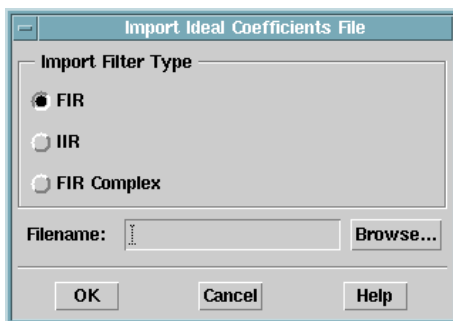 Import Ideal Coefficients File
Import Filter Type
FIR
IIR
FIR Complex
Filename: Browse...
OK Cancel Help